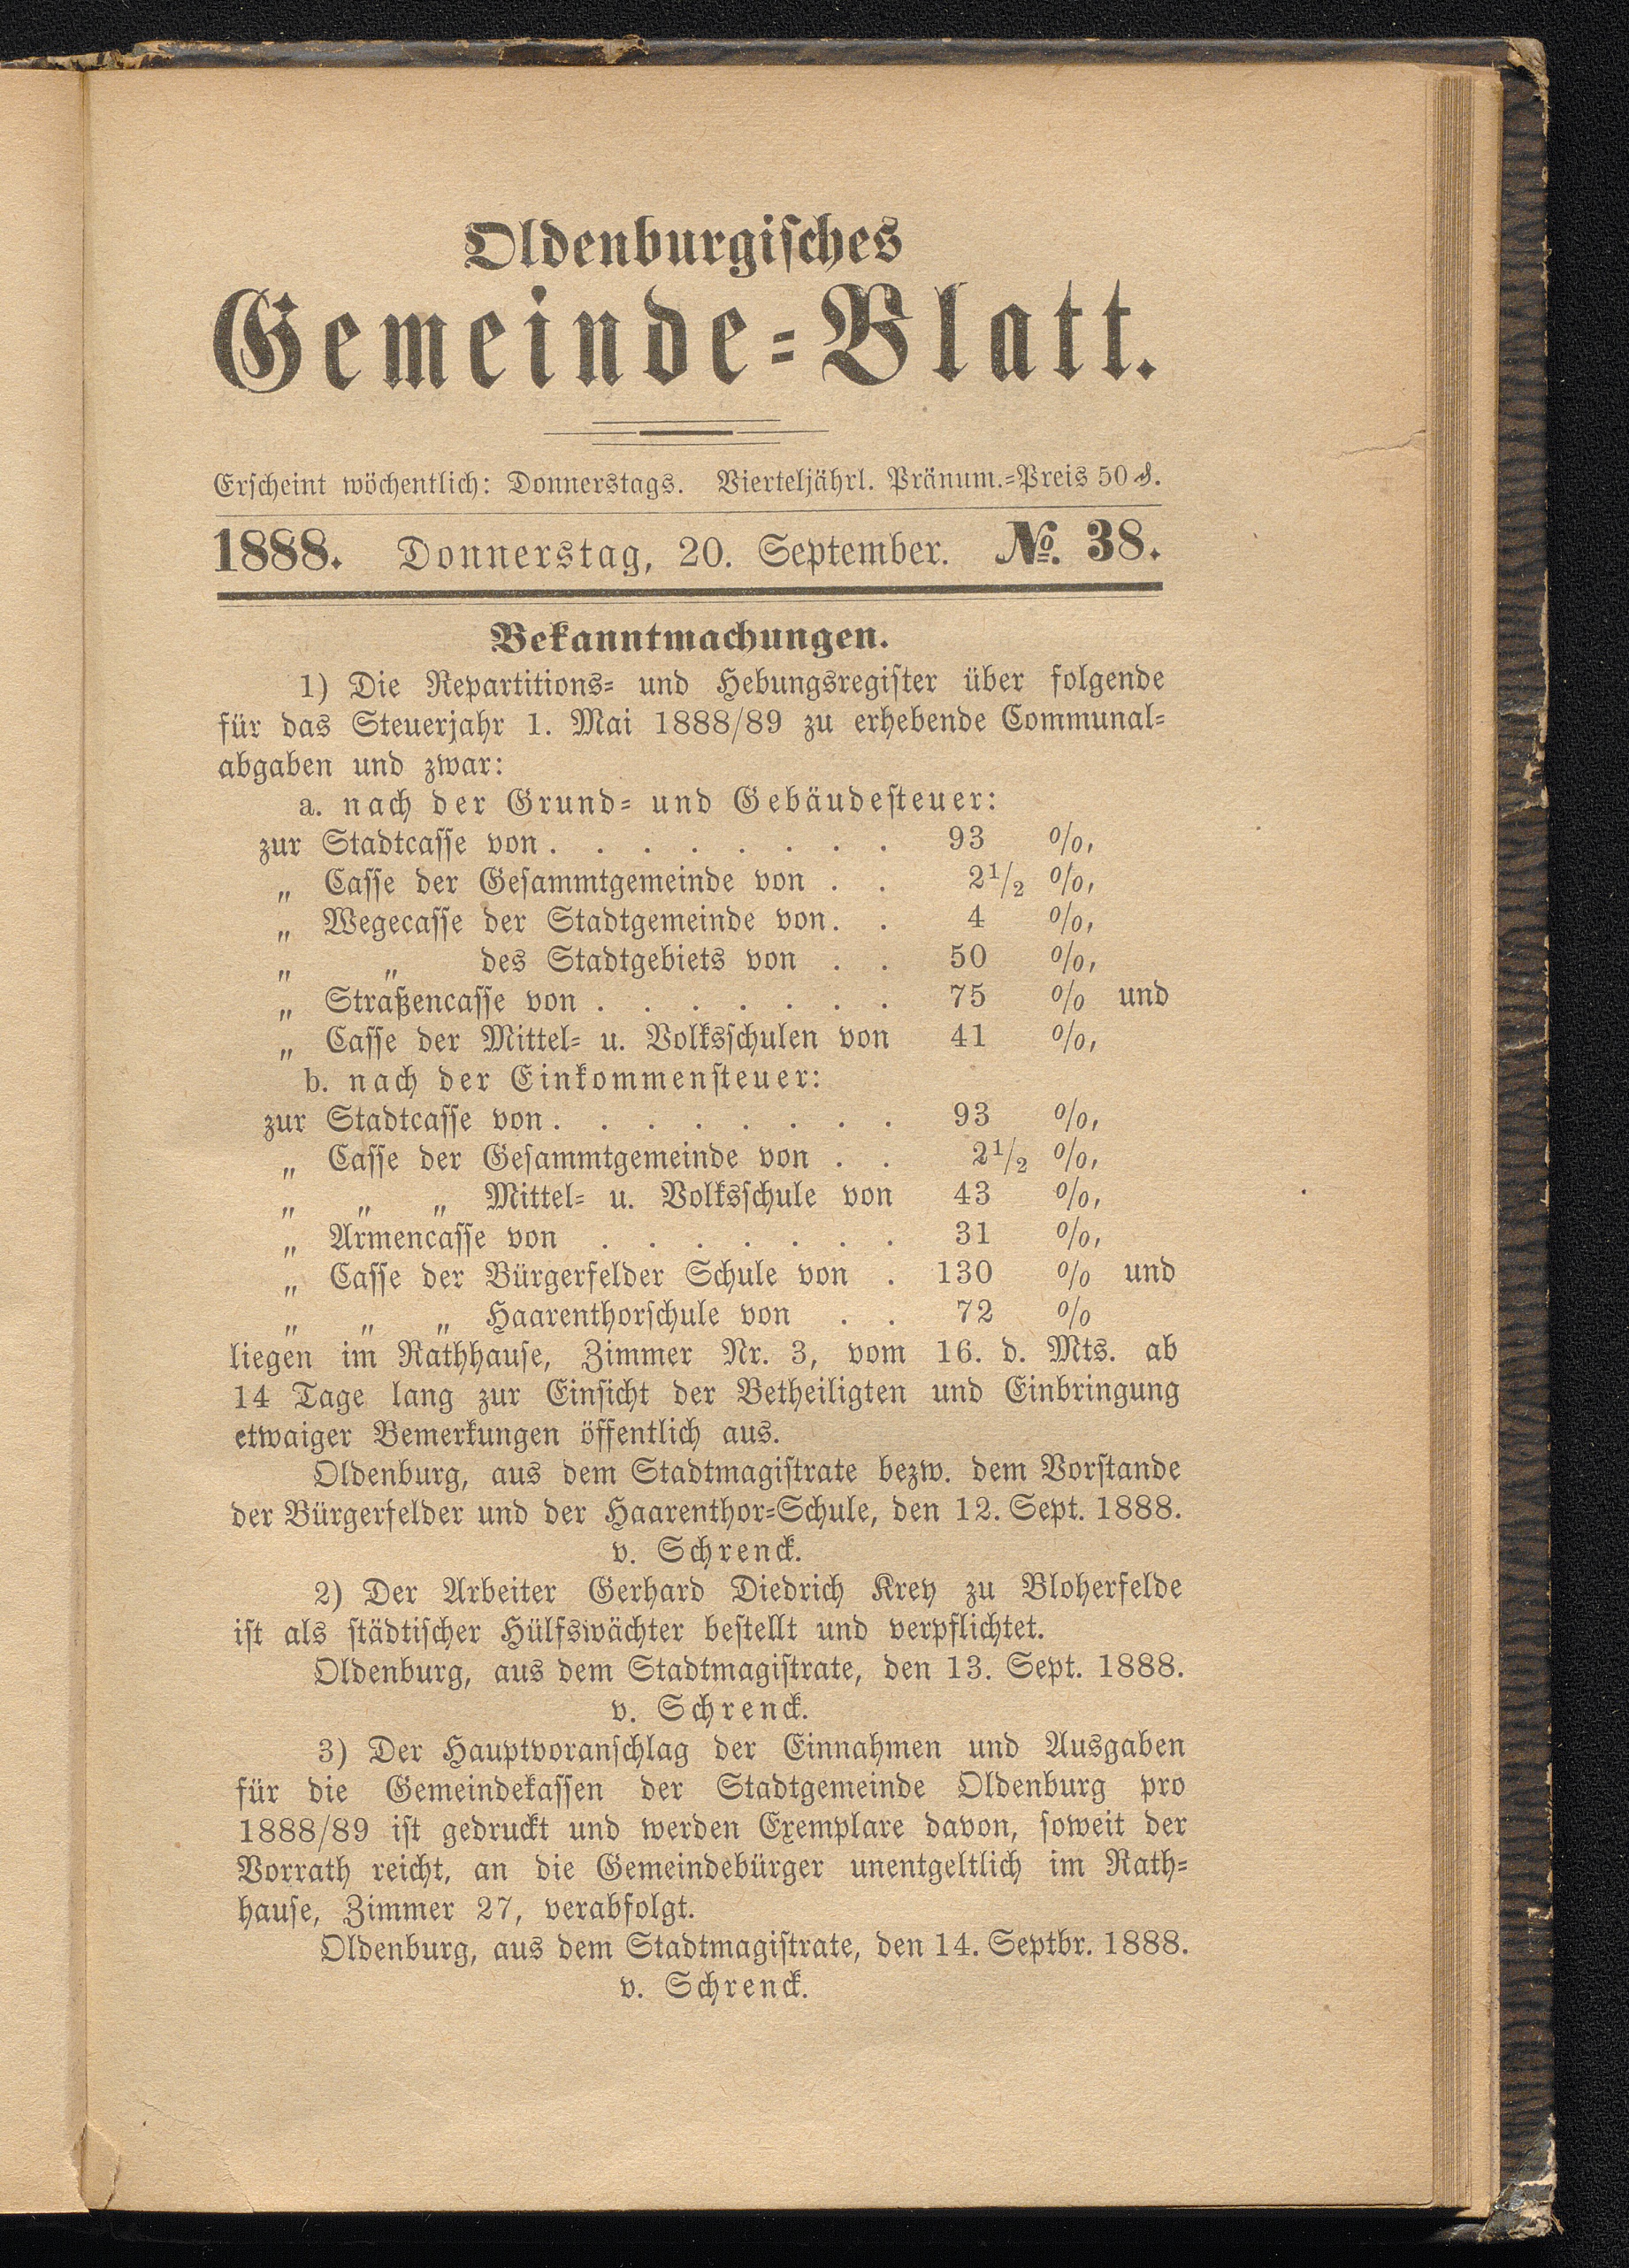 Oldenburgisches
Gemeinde-Blatt.
Erscheint wöchentlich: Donnerstags. Vierteljährl. Pränum.-Preis 50 ₰.
1888. Donnerstag, 20. September. №. 38.
Bekanntmachungen.
1) Die Repartitions- und Hebungsregister über folgende
für das Steuerjahr 1. Mai 1888/89 zu erhebende Communal-
abgaben und zwar:
a. nach der Grund- und Gebäudesteuer:
zur Stadtcasse von . . . . . . . . 93 %,
„ Casse der Gesammtgemeinde von . . 2 1/2 %,
„ Wegecasse der Stadtgemeinde von . . 4 %,
„ „ des Stadtgebiets von . . 50 %,
„ Straßencasse von . . . . . . . 75 % und
„ Casse der Mittel- u. Volksschulen von 41 %,
b. nach der Einkommensteuer:
zur Stadtcasse von . . . . . . . . 93 %,
„ Casse der Gesammtgemeinde von . . 2 1/2 %,
„ „ „ Mittel- u. Volksschule von 43 %,
„ Armencasse von . . . . . . . 31 %,
„ Casse der Bürgerfelder Schule von . 130 % und
„ „ „ Haarenthorschule von . . 72 %
liegen im Rathhause, Zimmer Nr. 3, vom 16. d. Mts. ab
14 Tage lang zur Einsicht der Betheiligten und Einbringung
etwaiger Bemerkungen öffentlich aus.
Oldenburg, aus dem Stadtmagistrate bezw. dem Vorstande
der Bürgerfelder und der Haarenthor-Schule, den 12. Sept. 1888.
v. Schrenck.
2) Der Arbeiter Gerhard Diedrich Krey zu Bloherfelde
ist als städtischer Hülfswächter bestellt und verpflichtet.
Oldenburg, aus dem Stadtmagistrate, den 13. Sept. 1888.
v. Schrenck.
3) Der Hauptvoranschlag der Einnahmen und Ausgaben
für die Gemeindekassen der Stadtgemeinde Oldenburg pro
1888/89 ist gedruckt und werden Exemplare davon, soweit der
Vorrath reicht, an die Gemeindebürger unentgeltlich im Rath-
hause, Zimmer 27, verabfolgt.
Oldenburg, aus dem Stadtmagistrate, den 14. Septbr. 1888.
v. Schrenck.